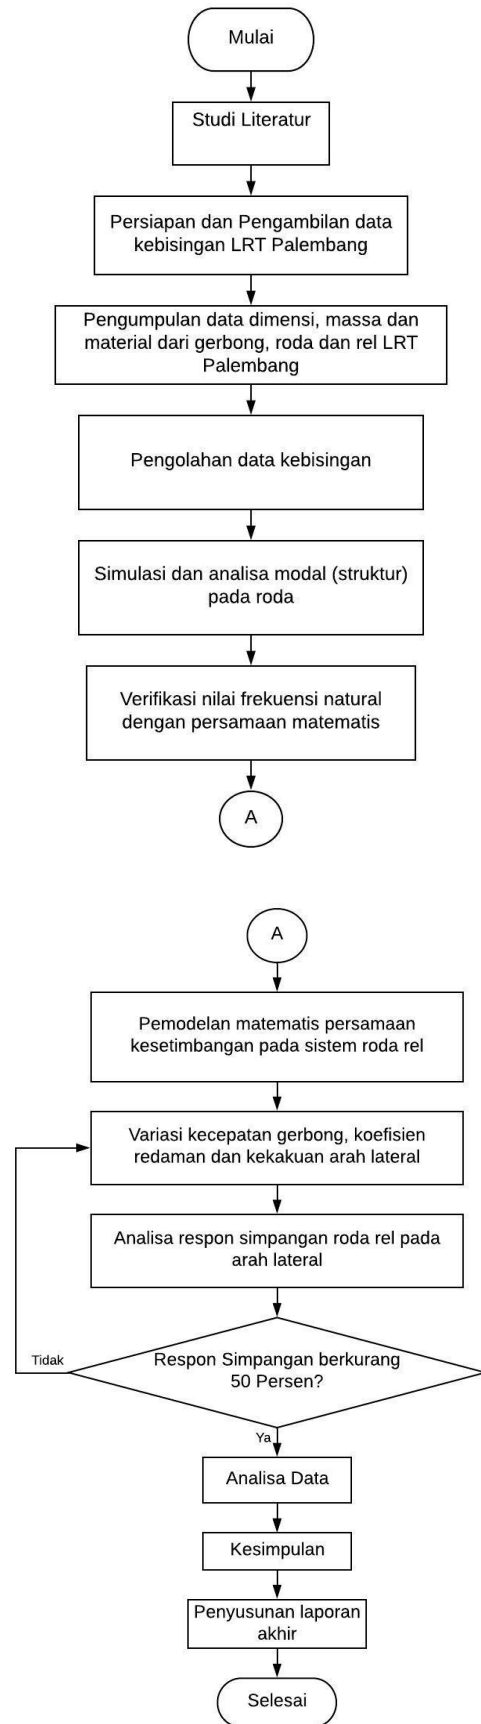 Mulai
Studi Literatur
Persiapan dan Pengambilan data
kebisingan LRT Palembang
Pengumpulan data dimensi, massa dan
material dari gerbong, roda dan rel LRT
Palembang
Pengolahan data kebisingan
Simulasi dan analisa modal (struktur)
pada roda
Verifikasi nilai frekuensi natural
dengan persamaan matematis
A
A
Pemodelan matematis persamaan
kesetimbangan pada sistem roda rel
Variasi kecepatan gerbong, koefisien
redaman dan kekakuan arah lateral
Analisa respon simpangan roda rel pada
arah lateral
Tidak
Respon Simpangan berkurang
50 Persen?
Ya
Analisa Data
Kesimpulan
Penyusunan laporan
akhir
Selesai